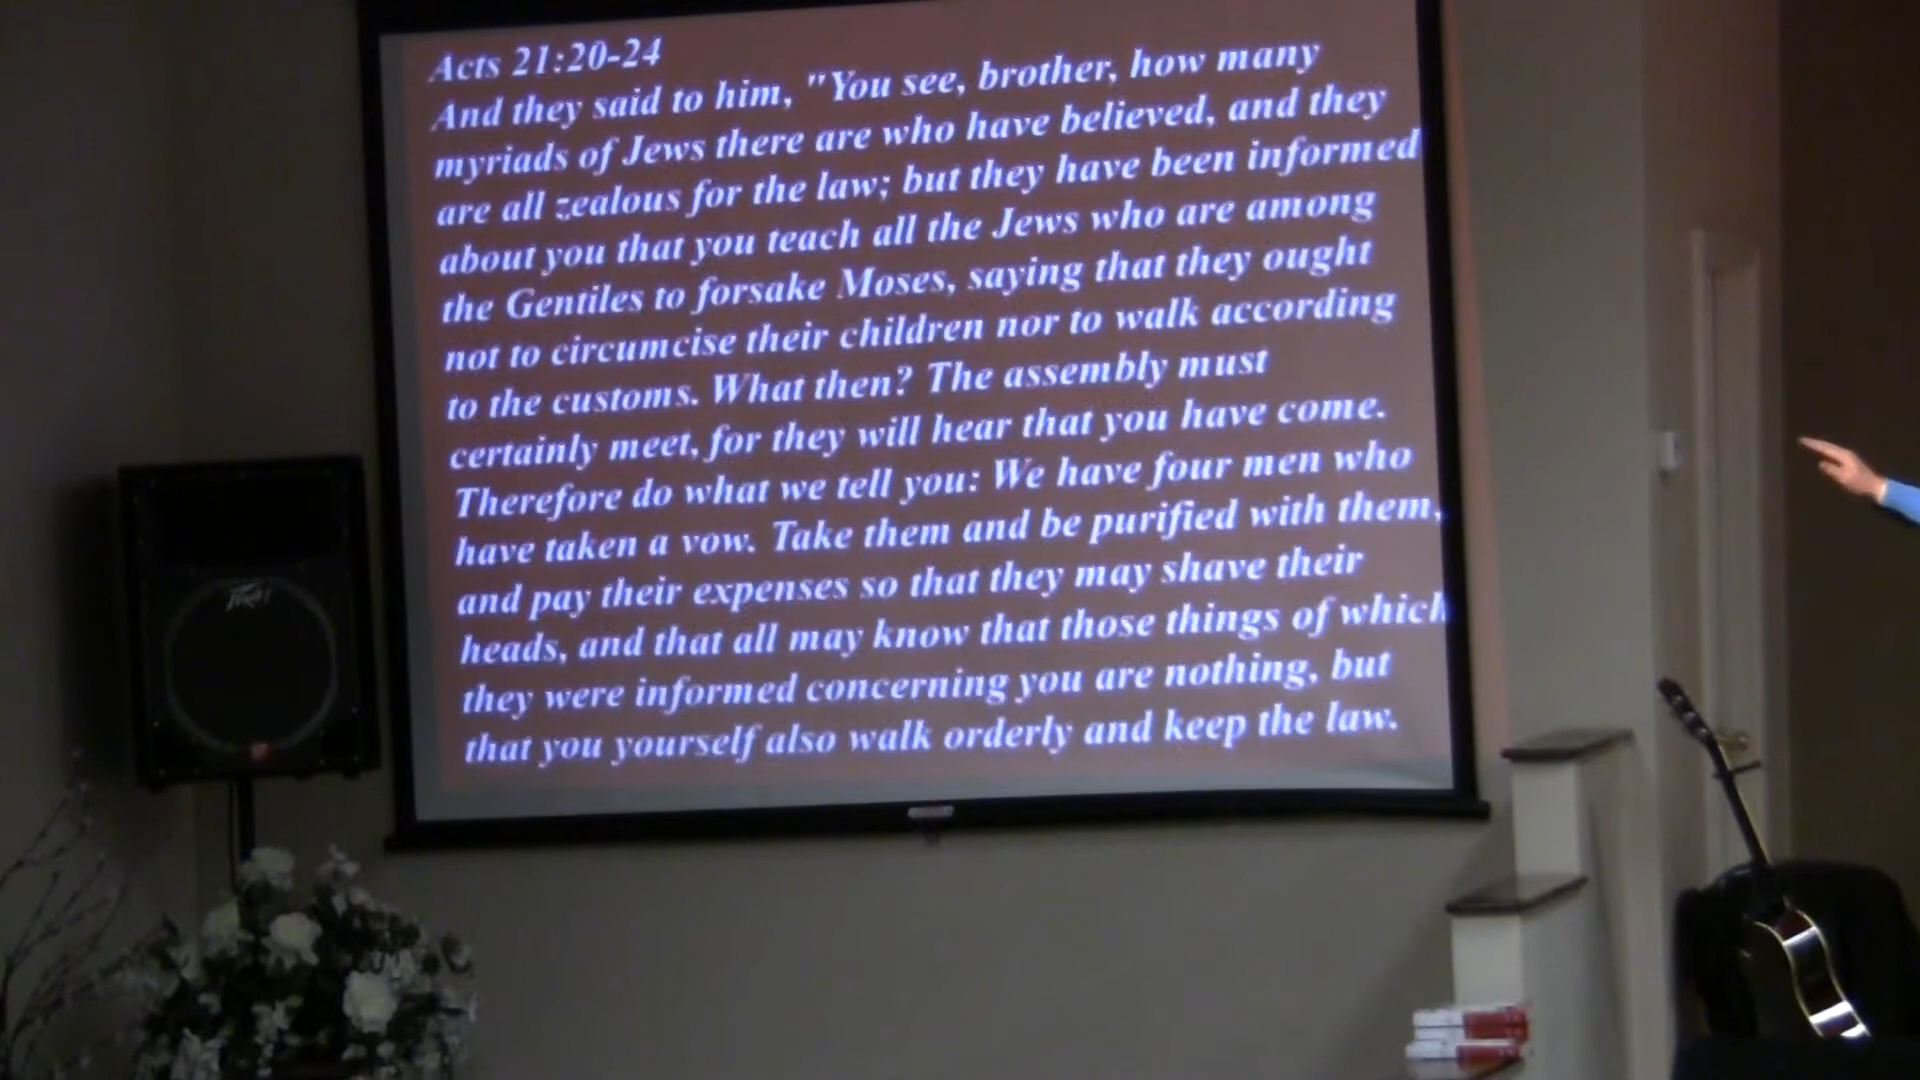 Acts 21:20-24
And they said to him, "You see, brother, how many
myriads of Jews there are who have believed, and they
are all zealous for the law; but they have been informed
about you that you teach all the Jews who are among
the Gentiles to forsake Moses, saying that they ought
not to circumcise their children nor to walk according
to the customs. What then? The assembly must
certainly meet, for they will hear that you have come.
Therefore do what we tell you: We have four men who
have taken a vow. Take them and be purified with them,
and pay their expenses so that they may shave their
heads, and that all may know that those things of which
they were informed concerning you are nothing, but
that you yourself also walk orderly and keep the law.
Peavey